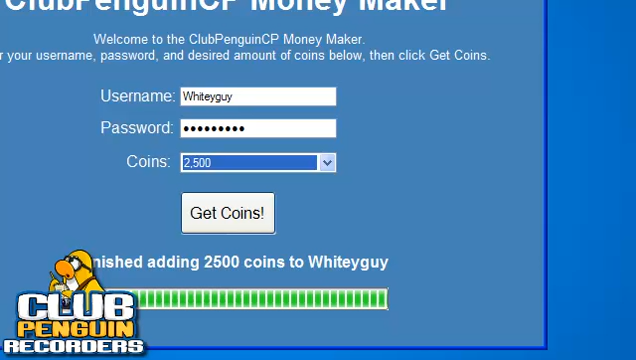 ClubPenguinCP Money Maker
Welcome to the ClubPenguinCP Money Maker.
your username, password, and desired amount of coins below, then click Get Coins.
Username: Whiteyguy
Password: •••••••••
Coins: 2,500
Get Coins!
nished adding 2500 coins to Whiteyguy
CLUB
PENGUIN
RECORDERS